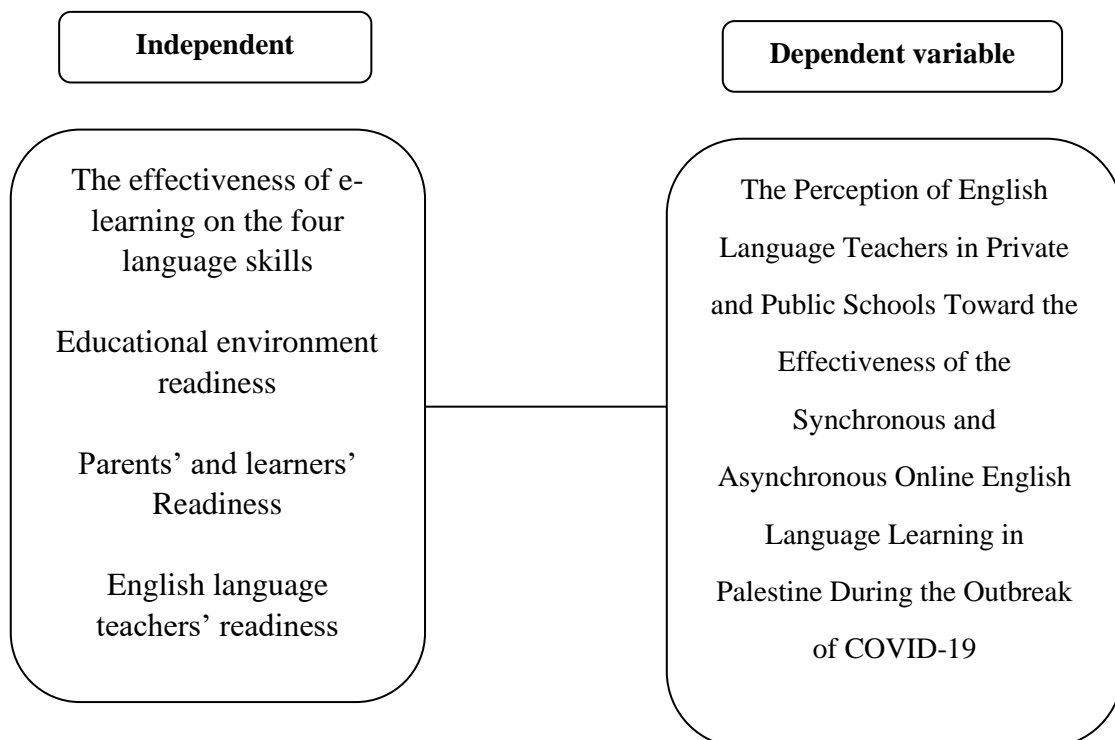 Independent
Dependent variable
The effectiveness of e-
learning on the four
language skills
Educational environment
readiness
Parents’ and learners’
Readiness
English language
teachers’ readiness
The Perception of English
Language Teachers in Private
and Public Schools Toward the
Effectiveness of the
Synchronous and
Asynchronous Online English
Language Learning in
Palestine During the Outbreak
of COVID-19